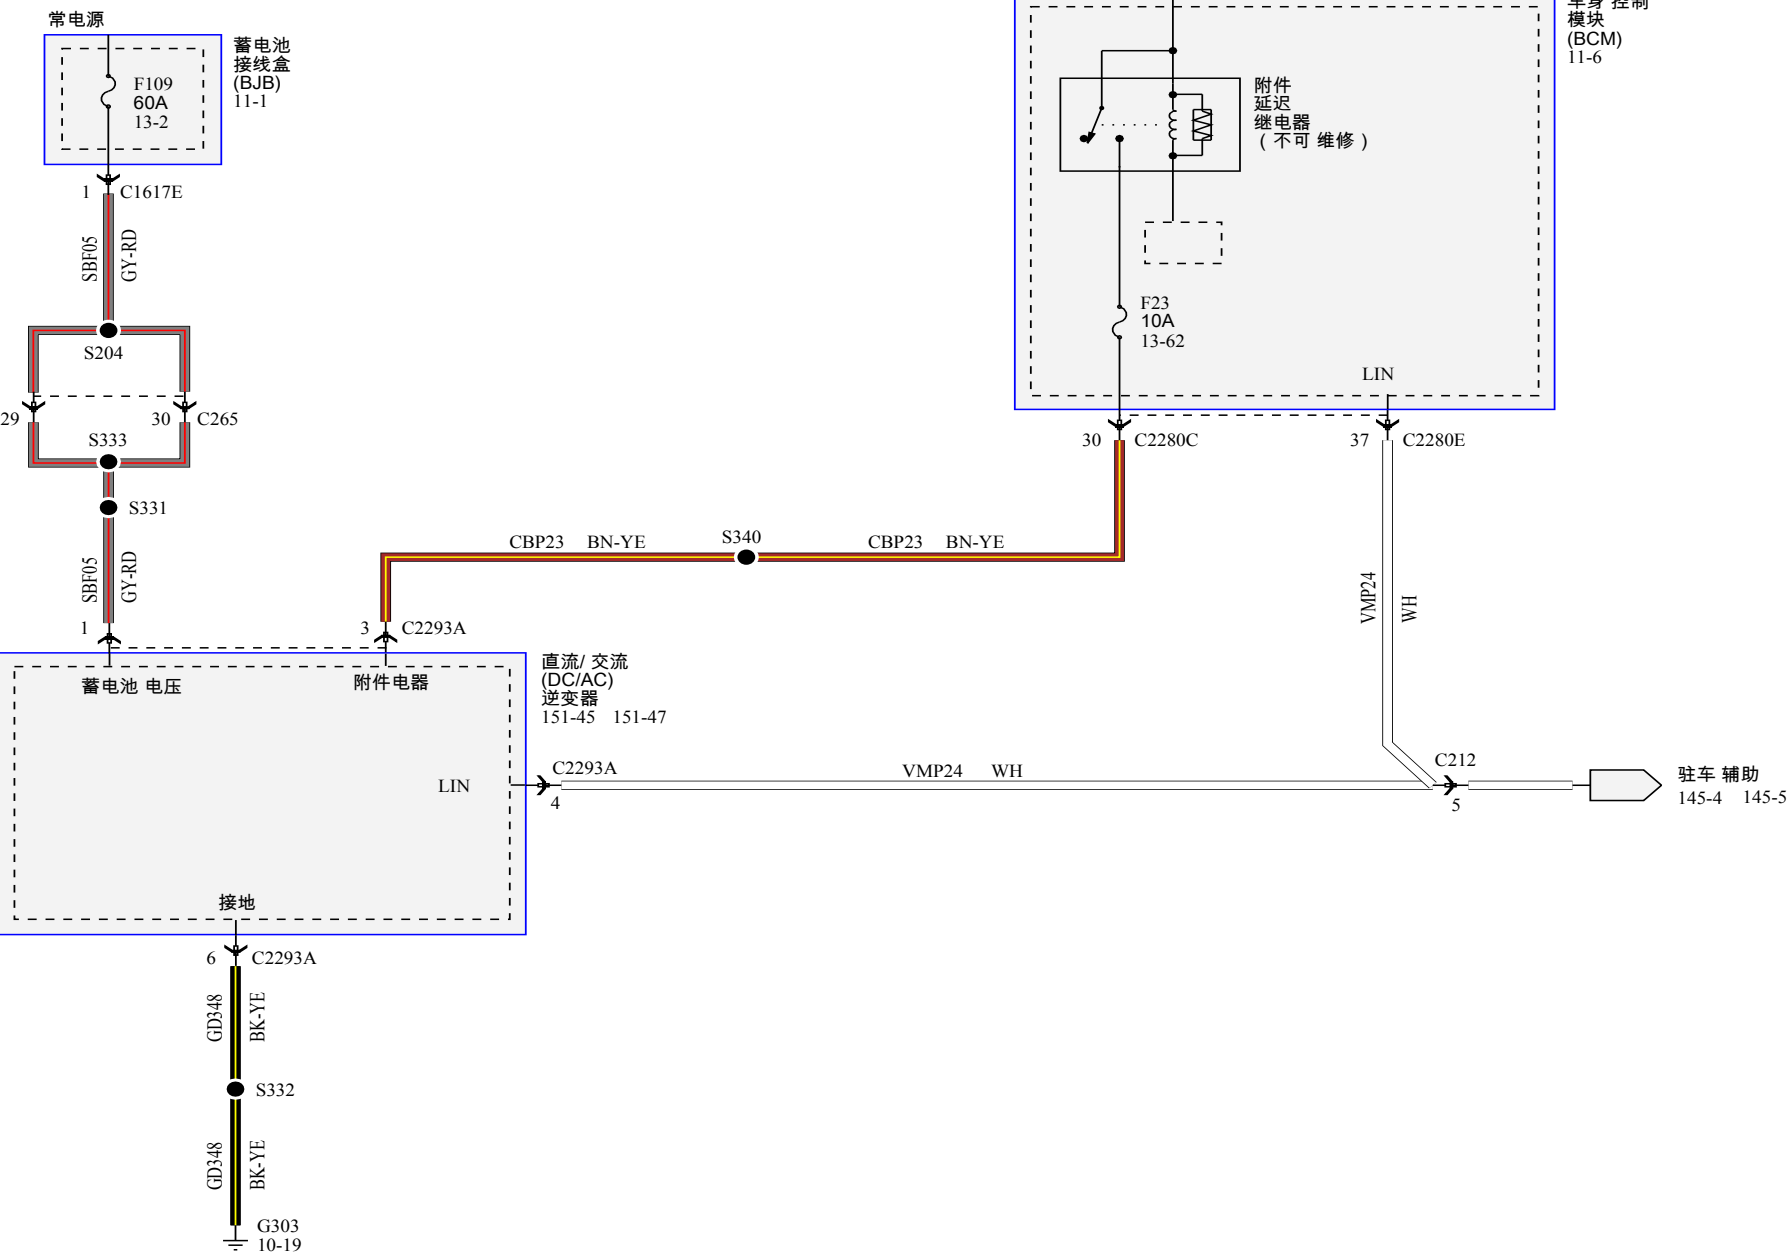 常电源
蓄电池
接线盒
(BJB)
11-1
F109
60A
13-2
1 C1617E
SBF05
GY-RD
S204
29
30 C265
S333
S331
SBF05
GY-RD
1
3 C2293A
车身 控制
模块
(BCM)
11-6
附件
延迟
继电器
( 不可 维修 )
F23
10A
13-62
LIN
30 C2280C
37 C2280E
CBP23 BN-YE
S340
CBP23 BN-YE
VMP24
WH
蓄电池 电压
附件电器
直流/ 交流
(DC/AC)
逆变器
151-45 151-47
LIN
C2293A
4
VMP24 WH
C212
5
驻车 辅助
145-4 145-5
接地
6 C2293A
GD348
BK-YE
S332
GD348
BK-YE
G303
10-19